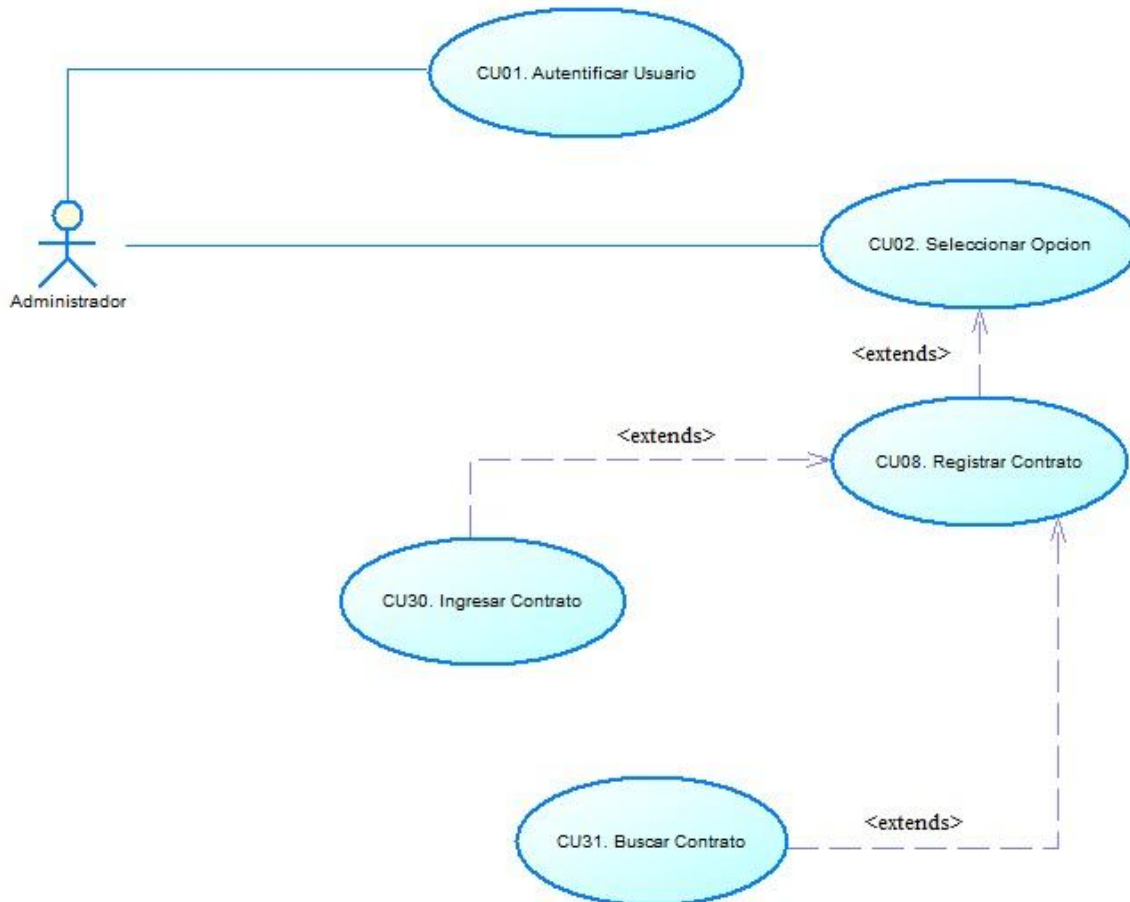 CU01. Autentificar Usuario
CU02. Seleccionar Opcion
Administrador
<extends>
<extends>
CU08. Registrar Contrato
CU30. Ingresar Contrato
<extends>
CU31. Buscar Contrato